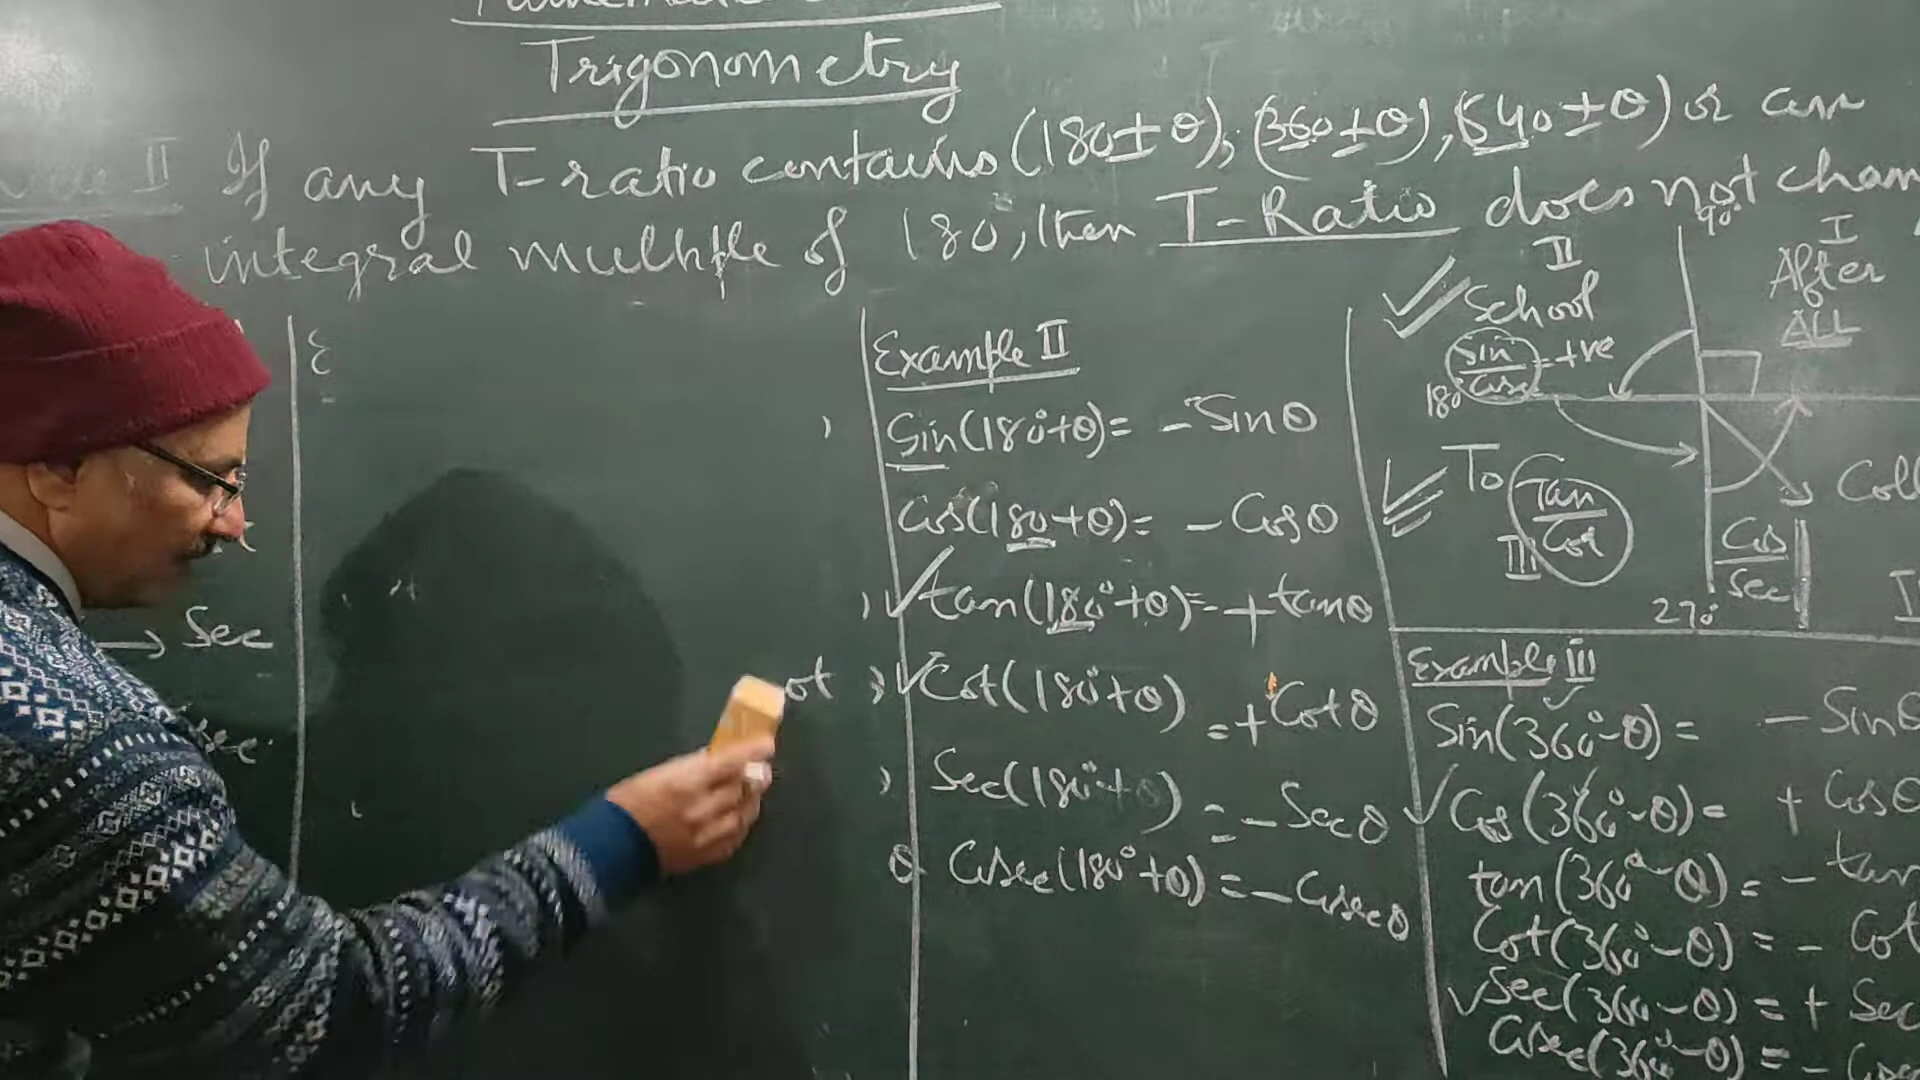 Trigonometry
II If any T-ratio contains (180±θ), (360±θ), (540±θ) or
integral multiple of 180°, then T-Ratio does not
→ Sec
Example II
Sin(180°+θ) = -Sinθ
Cos(180+θ) = -Cosθ
tan(180°+θ) = + tanθ
Cot(180°+θ) = + Cotθ
Sec(180°+θ) = - Secθ
Cosec(180°+θ) = - Cosecθ
90°
I
After
ALL
II
School
Sin
Cosec = +ve
180°
To
Tan
Cot
III
Cos
Sec
270°
Example III
Sin(360°-θ) = - Sinθ
Cos(360°-θ) = + Cosθ
tan(360°-θ) = - tan
Cot(360°-θ) = - Cot
Sec(360-θ) = + Sec
Cosec(360°-θ) = -